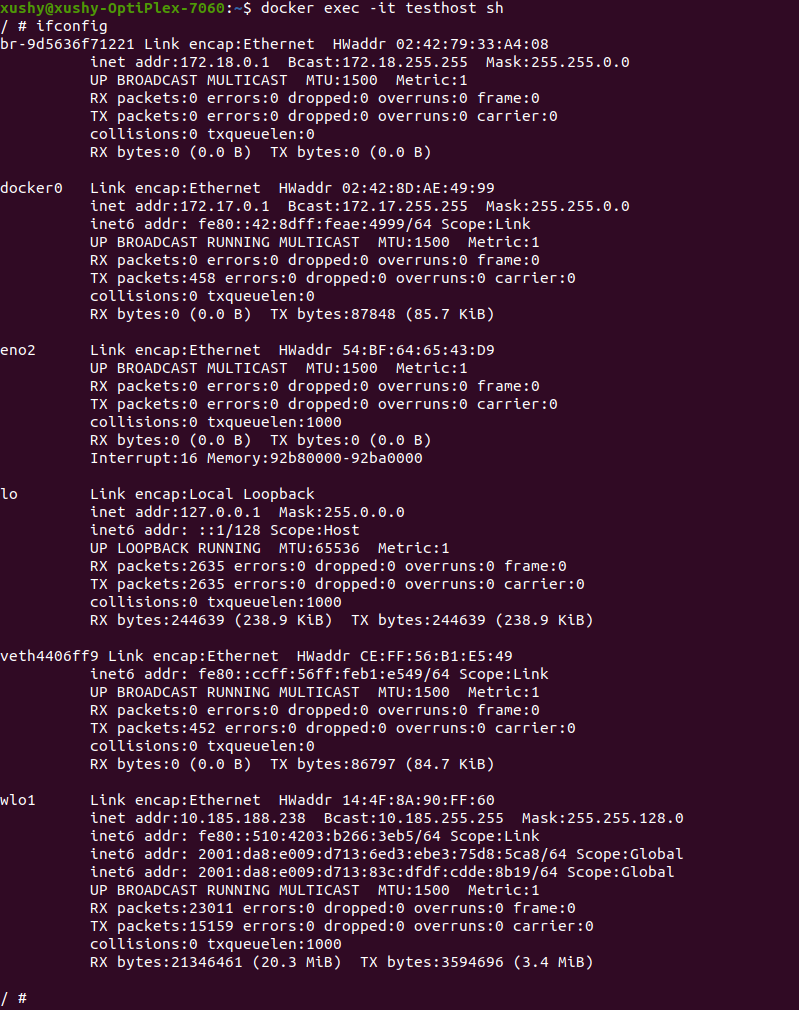 xushy@xushy-OptiPlex-7060:~$ docker exec -it testhost sh
/ # ifconfig
br-9d5636f71221 Link encap:Ethernet  HWaddr 02:42:79:33:A4:08
          inet addr:172.18.0.1  Bcast:172.18.255.255  Mask:255.255.0.0
          UP BROADCAST MULTICAST  MTU:1500  Metric:1
          RX packets:0 errors:0 dropped:0 overruns:0 frame:0
          TX packets:0 errors:0 dropped:0 overruns:0 carrier:0
          collisions:0 txqueuelen:0
          RX bytes:0 (0.0 B)  TX bytes:0 (0.0 B)

docker0   Link encap:Ethernet  HWaddr 02:42:8D:AE:49:99
          inet addr:172.17.0.1  Bcast:172.17.255.255  Mask:255.255.0.0
          inet6 addr: fe80::42:8dff:feae:4999/64 Scope:Link
          UP BROADCAST RUNNING MULTICAST  MTU:1500  Metric:1
          RX packets:0 errors:0 dropped:0 overruns:0 frame:0
          TX packets:458 errors:0 dropped:0 overruns:0 carrier:0
          collisions:0 txqueuelen:0
          RX bytes:0 (0.0 B)  TX bytes:87848 (85.7 KiB)

eno2      Link encap:Ethernet  HWaddr 54:BF:64:65:43:D9
          UP BROADCAST MULTICAST  MTU:1500  Metric:1
          RX packets:0 errors:0 dropped:0 overruns:0 frame:0
          TX packets:0 errors:0 dropped:0 overruns:0 carrier:0
          collisions:0 txqueuelen:1000
          RX bytes:0 (0.0 B)  TX bytes:0 (0.0 B)
          Interrupt:16 Memory:92b80000-92ba0000

lo        Link encap:Local Loopback
          inet addr:127.0.0.1  Mask:255.0.0.0
          inet6 addr: ::1/128 Scope:Host
          UP LOOPBACK RUNNING  MTU:65536  Metric:1
          RX packets:2635 errors:0 dropped:0 overruns:0 frame:0
          TX packets:2635 errors:0 dropped:0 overruns:0 carrier:0
          collisions:0 txqueuelen:1000
          RX bytes:244639 (238.9 KiB)  TX bytes:244639 (238.9 KiB)

veth4406ff9 Link encap:Ethernet  HWaddr CE:FF:56:B1:E5:49
          inet6 addr: fe80::ccff:56ff:feb1:e549/64 Scope:Link
          UP BROADCAST RUNNING MULTICAST  MTU:1500  Metric:1
          RX packets:0 errors:0 dropped:0 overruns:0 frame:0
          TX packets:452 errors:0 dropped:0 overruns:0 carrier:0
          collisions:0 txqueuelen:0
          RX bytes:0 (0.0 B)  TX bytes:86797 (84.7 KiB)

wlo1      Link encap:Ethernet  HWaddr 14:4F:8A:90:FF:60
          inet addr:10.185.188.238  Bcast:10.185.255.255  Mask:255.255.128.0
          inet6 addr: fe80::510:4203:b266:3eb5/64 Scope:Link
          inet6 addr: 2001:da8:e009:d713:6ed3:ebe3:75d8:5ca8/64 Scope:Global
          inet6 addr: 2001:da8:e009:d713:83c:dfdf:cdde:8b19/64 Scope:Global
          UP BROADCAST RUNNING MULTICAST  MTU:1500  Metric:1
          RX packets:23011 errors:0 dropped:0 overruns:0 frame:0
          TX packets:15159 errors:0 dropped:0 overruns:0 carrier:0
          collisions:0 txqueuelen:1000
          RX bytes:21346461 (20.3 MiB)  TX bytes:3594696 (3.4 MiB)

/ #